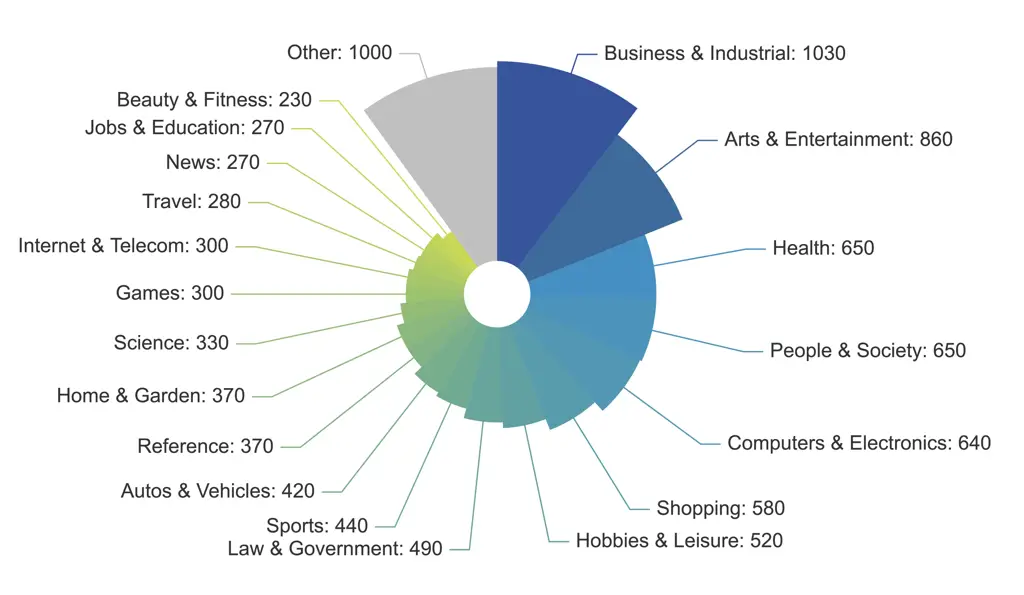 Other: 1000
Business & Industrial: 1030
Beauty & Fitness: 230
Jobs & Education: 270
Arts & Entertainment: 860
News: 270
Travel: 280
Internet & Telecom: 300
Health: 650
Games: 300
Science: 330
People & Society: 650
Home & Garden: 370
Reference: 370
Computers & Electronics: 640
Autos & Vehicles: 420
Shopping: 580
Sports: 440
Hobbies & Leisure: 520
Law & Government: 490